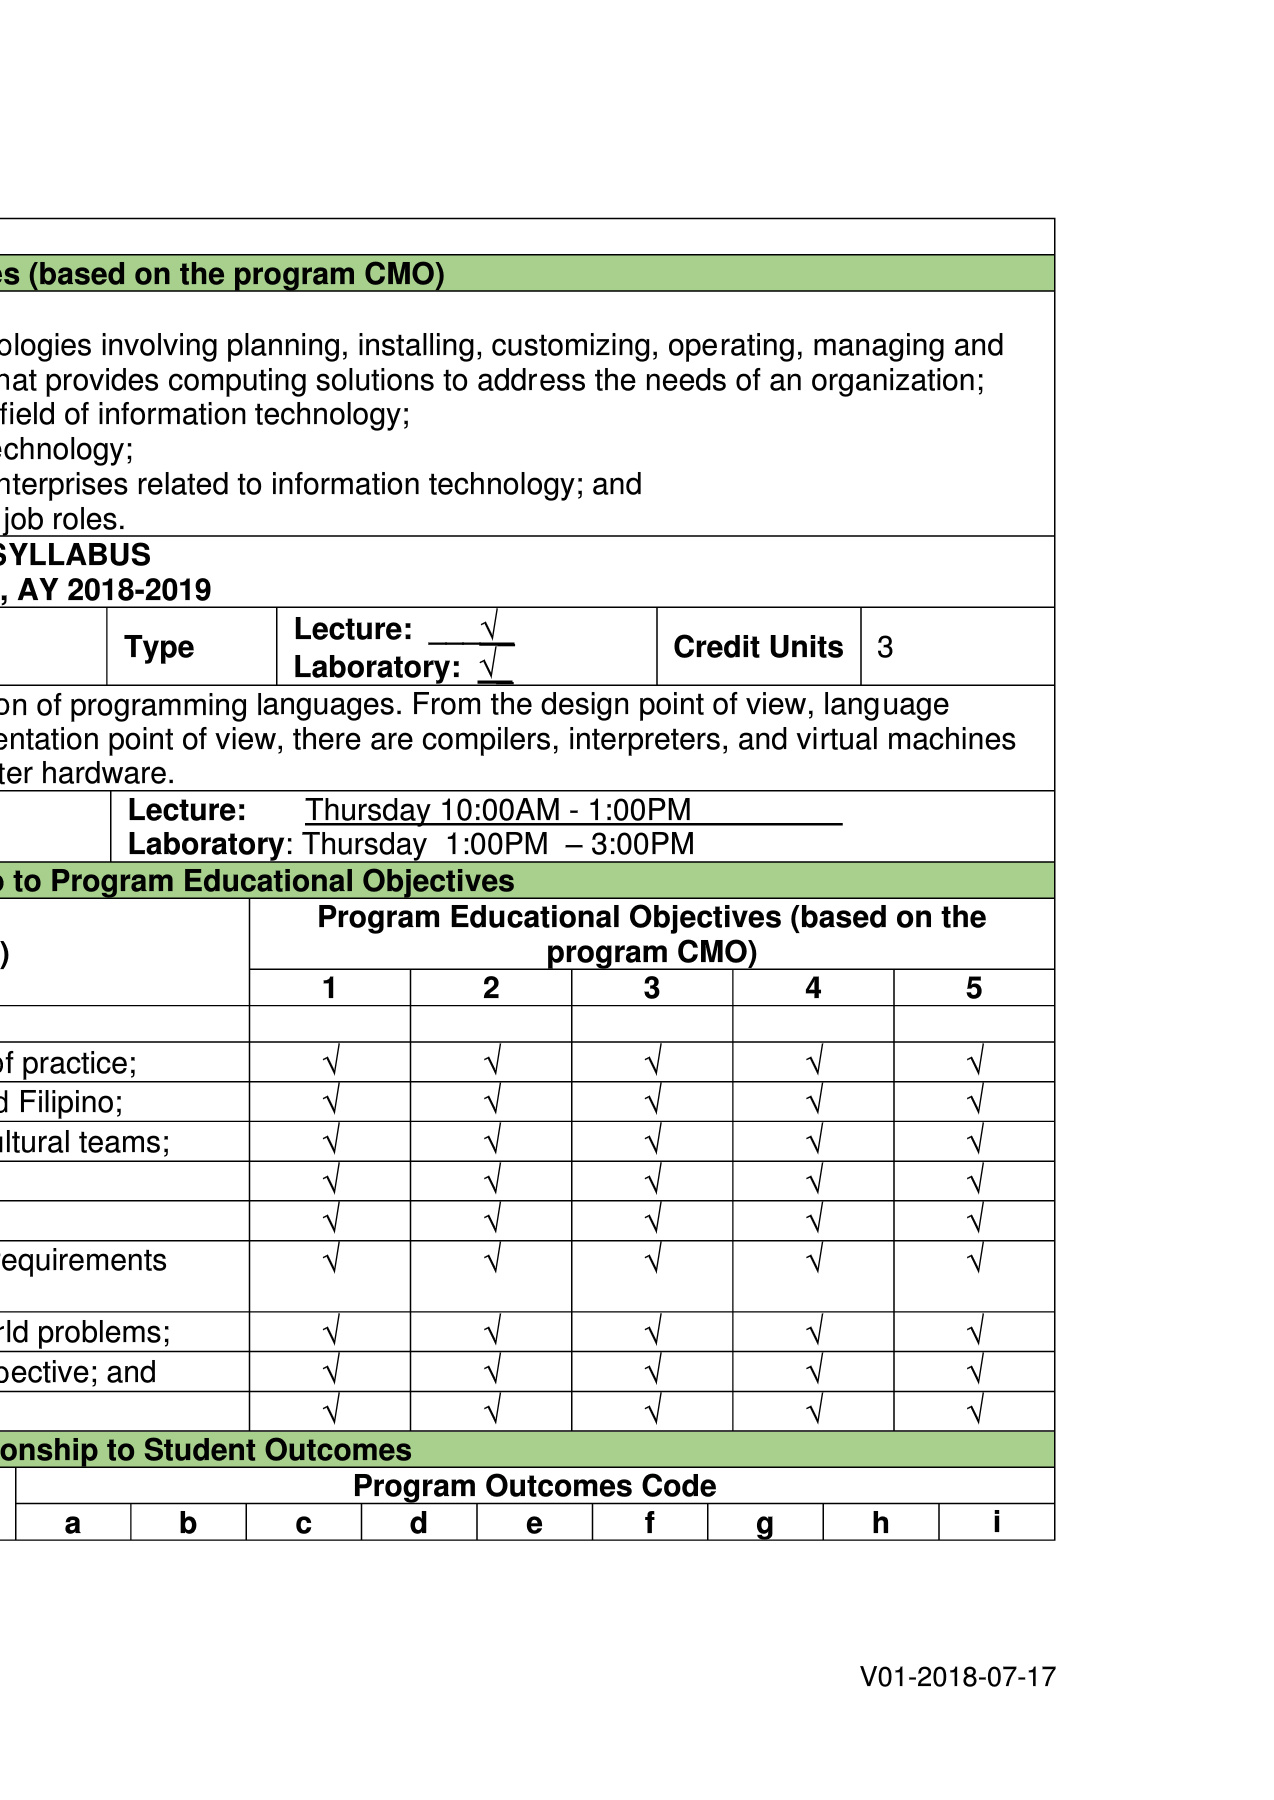 es (based on the program CMO)
ologies involving planning, installing, customizing, operating, managing and
hat provides computing solutions to address the needs of an organization;
field of information technology;
echnology;
nterprises related to information technology; and
job roles.
SYLLABUS
, AY 2018-2019
Type
Lecture: √
Laboratory: √
Credit Units
3
on of programming languages. From the design point of view, language
entation point of view, there are compilers, interpreters, and virtual machines
ter hardware.
Lecture: Thursday 10:00AM - 1:00PM
Laboratory: Thursday 1:00PM – 3:00PM
to Program Educational Objectives
Program Educational Objectives (based on the
program CMO)
)
1 2 3 4 5
of practice; √ √ √ √ √
d Filipino; √ √ √ √ √
ultural teams; √ √ √ √ √
√ √ √ √ √
√ √ √ √ √
requirements √ √ √ √ √
rld problems; √ √ √ √ √
pective; and √ √ √ √ √
√ √ √ √ √
onship to Student Outcomes
Program Outcomes Code
a b c d e f g h i
V01-2018-07-17